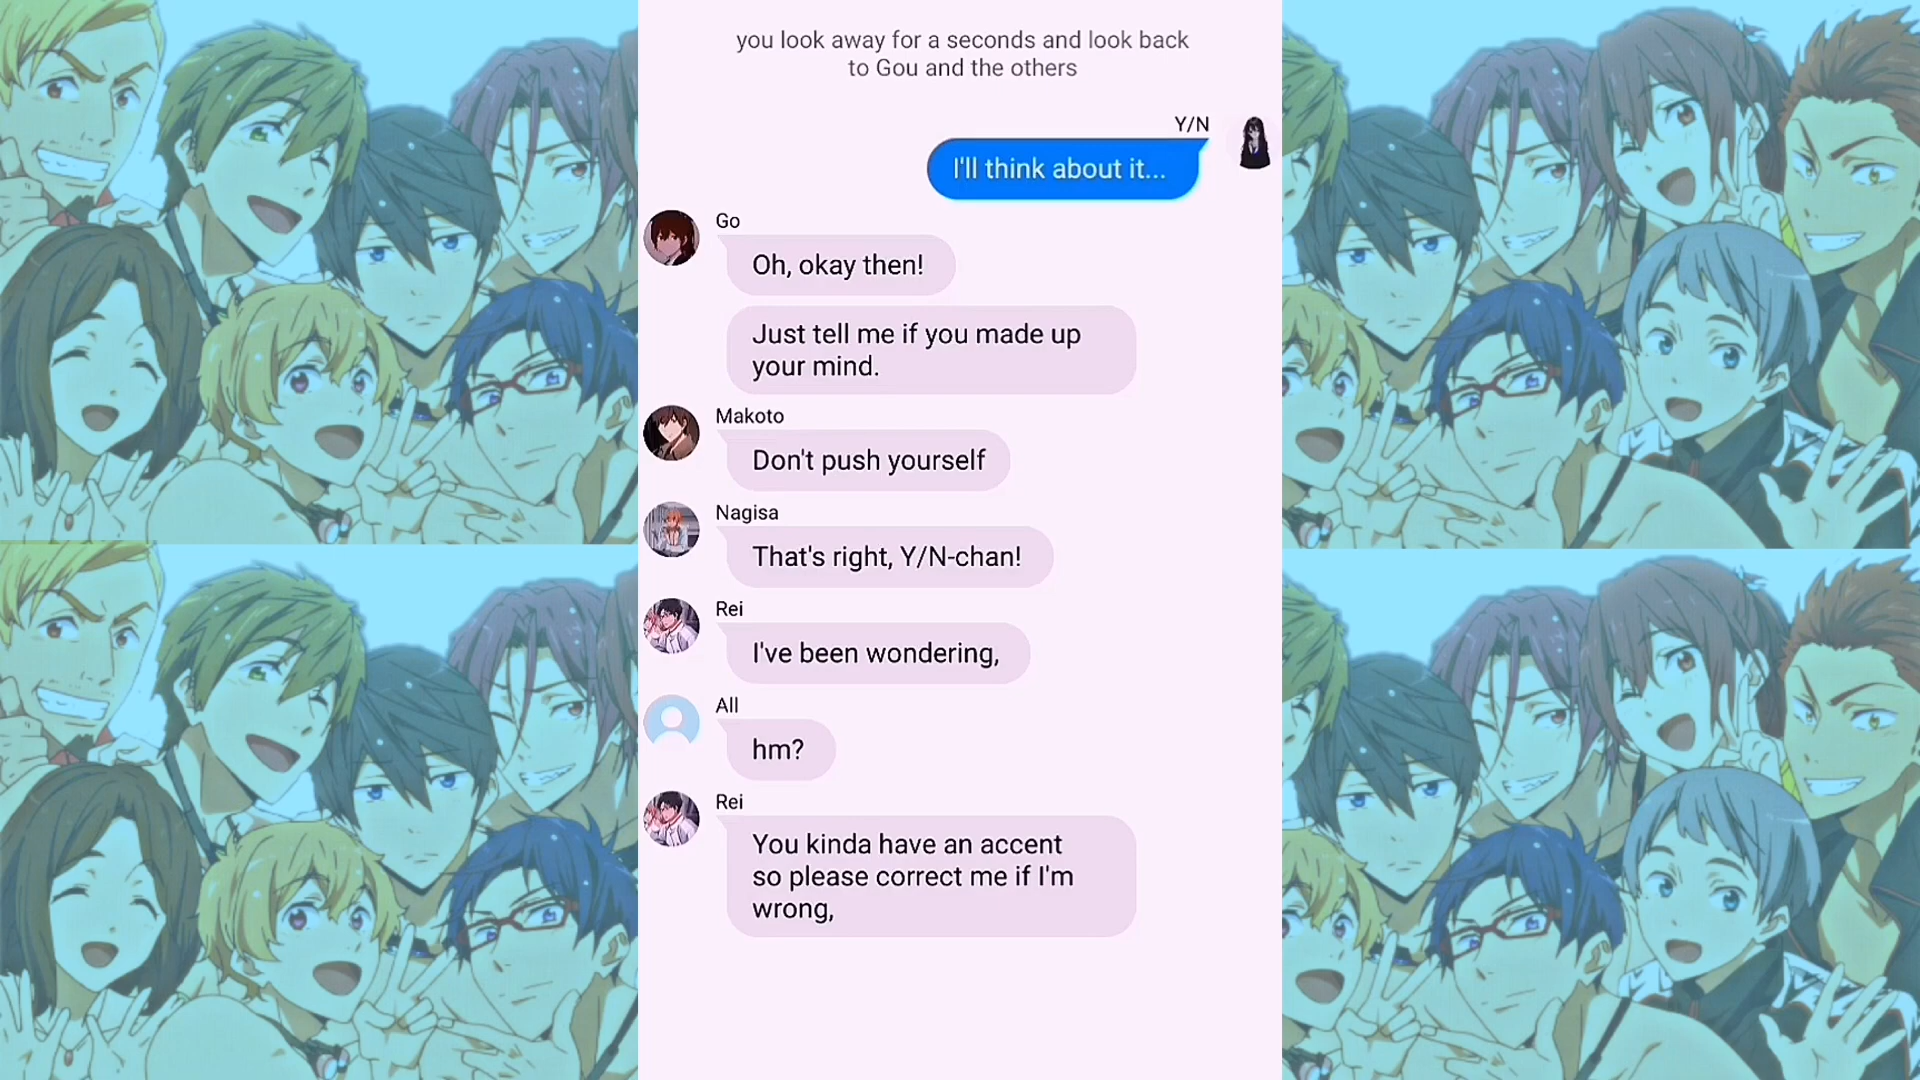 you look away for a seconds and look back
to Gou and the others
Y/N
I'll think about it...
Go
Oh, okay then!
Just tell me if you made up
your mind.
Makoto
Don't push yourself
Nagisa
That's right, Y/N-chan!
Rei
I've been wondering,
All
hm?
Rei
You kinda have an accent
so please correct me if I'm
wrong,